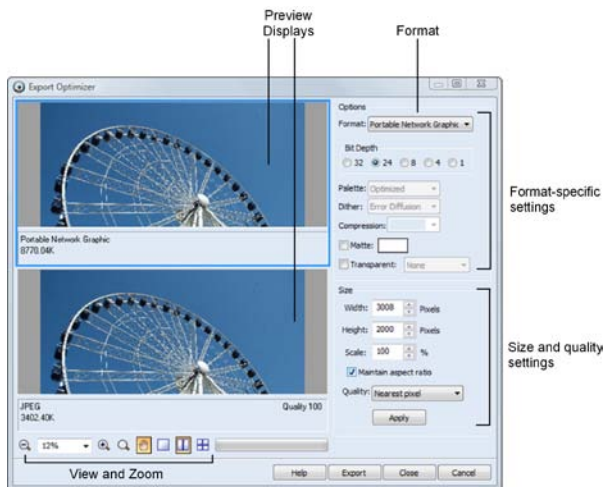 Preview
Displays
Format
Export Optimizer
Options
Format: Portable Network Graphic
Bit Depth
32 24 8 4 1
Palette: Optimized
Dither: Error Diffusion
Compression:
Matte:
Transparent: None
Format-specific
settings
Portable Network Graphic
8770.04K
Size
Width: 3008 Pixels
Height: 2000 Pixels
Scale: 100 %
Maintain aspect ratio
Quality: Nearest pixel
Apply
Size and quality
settings
JPEG Quality 100
3402.40K
12%
View and Zoom
Help Export Close Cancel